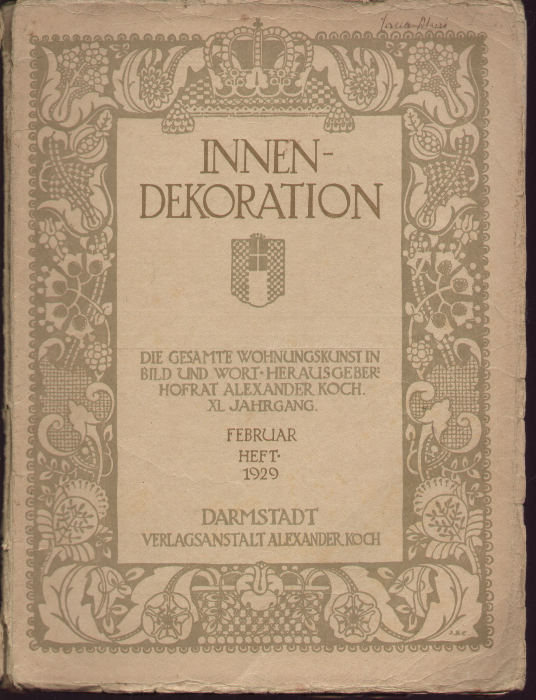 INNEN-
DEKORATION
DIE GESAMTE WOHNUNGSKUNST IN
BILD UND WORT · HERAUSGEBER:
HOFRAT ALEXANDER KOCH.
XL JAHRGANG.
FEBRUAR
HEFT·
1929
DARMSTADT
VERLAGSANSTALT ALEXANDER KOCH